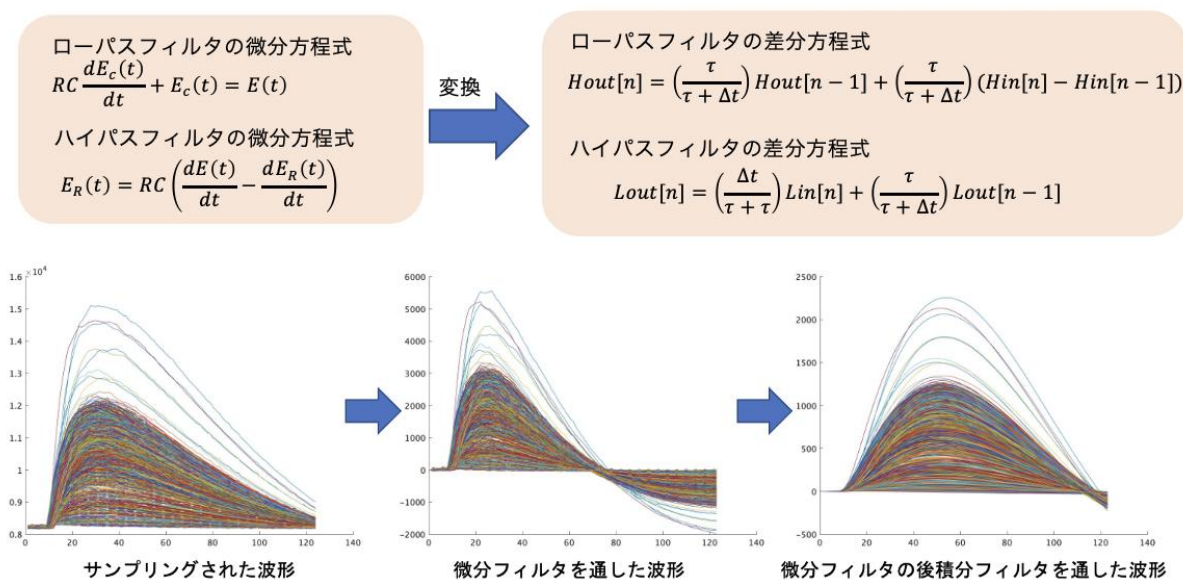 ローパスフィルタの微分方程式
RC dE_c(t)/dt + E_c(t) = E(t)
ハイパスフィルタの微分方程式
E_R(t) = RC (dE(t)/dt − dE_R(t)/dt)
変換
ローパスフィルタの差分方程式
Hout[n] = (τ/(τ + Δt)) Hout[n − 1] + (τ/(τ + Δt)) (Hin[n] − Hin[n − 1])
ハイパスフィルタの差分方程式
Lout[n] = (Δt/(τ + τ)) Lin[n] + (τ/(τ + Δt)) Lout[n − 1]
×10^4
1.6
1.5
1.4
1.3
1.2
1.1
1
0.9
0.8
0 20 40 60 80 100 120 140
サンプリングされた波形
6000
5000
4000
3000
2000
1000
0
-1000
-2000
0 20 40 60 80 100 120 140
微分フィルタを通した波形
2500
2000
1500
1000
500
0
-500
0 20 40 60 80 100 120 140
微分フィルタの後積分フィルタを通した波形